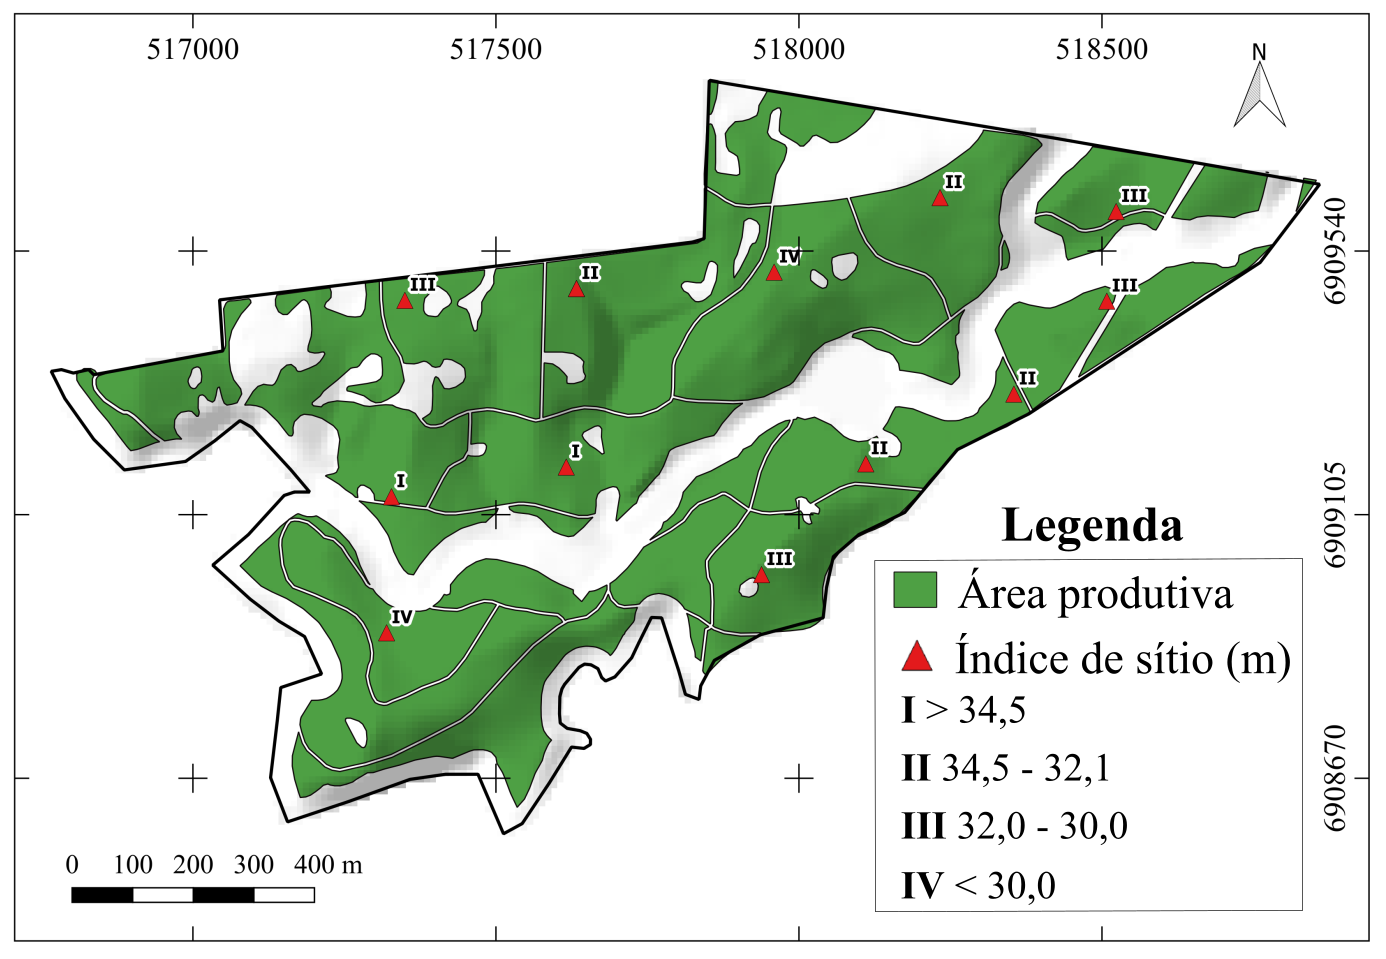 517000 517500 518000 518500
N
II
III
6909540
IV
II
III
III
II
II
I
II
I
6909105
Legenda
III
Área produtiva
IV
Índice de sítio (m)
I > 34,5
II 34,5 - 32,1
6908670
III 32,0 - 30,0
0 100 200 300 400 m
IV < 30,0